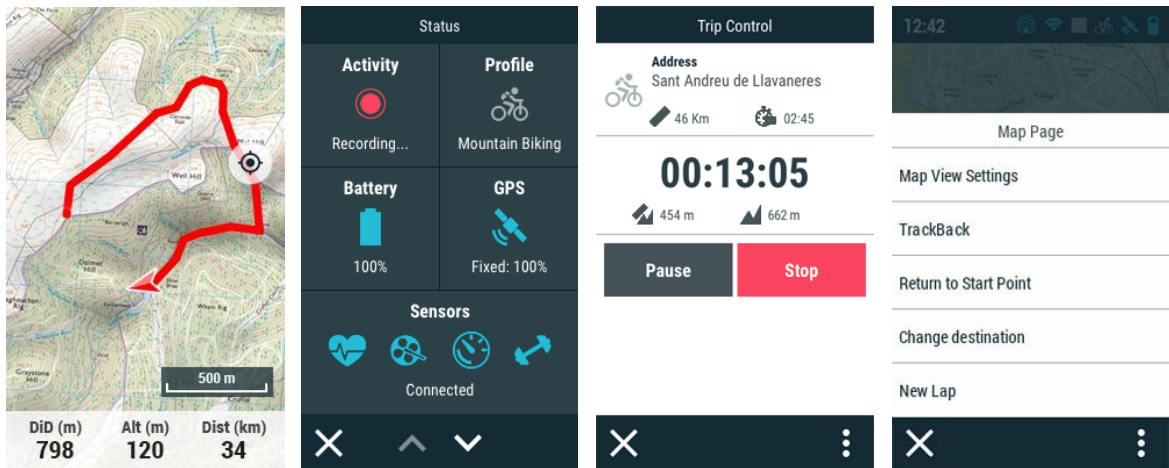 Well Hill
500 m
DiD (m)
Alt (m)
Dist (km)
798
120
34
Status
Activity
Profile
Recording...
Mountain Biking
Battery
GPS
100%
Fixed: 100%
Sensors
Connected
Trip Control
Address
Sant Andreu de Llavaneres
46 Km
02:45
00:13:05
454 m
662 m
Pause
Stop
12:42
Map Page
Map View Settings
TrackBack
Return to Start Point
Change destination
New Lap